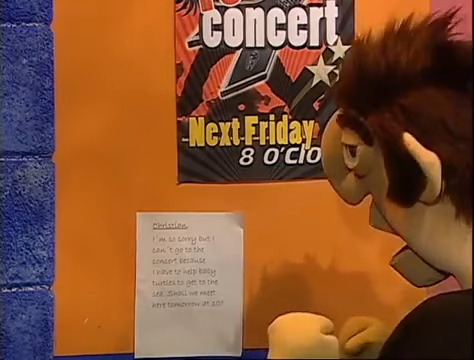 concert
Next Friday
8 o'clo
Christian,
I'm so sorry but I
can't go to the
concert because
I have to help baby
turtles to get to the
sea. Shall we meet
here tomorrow at 10?